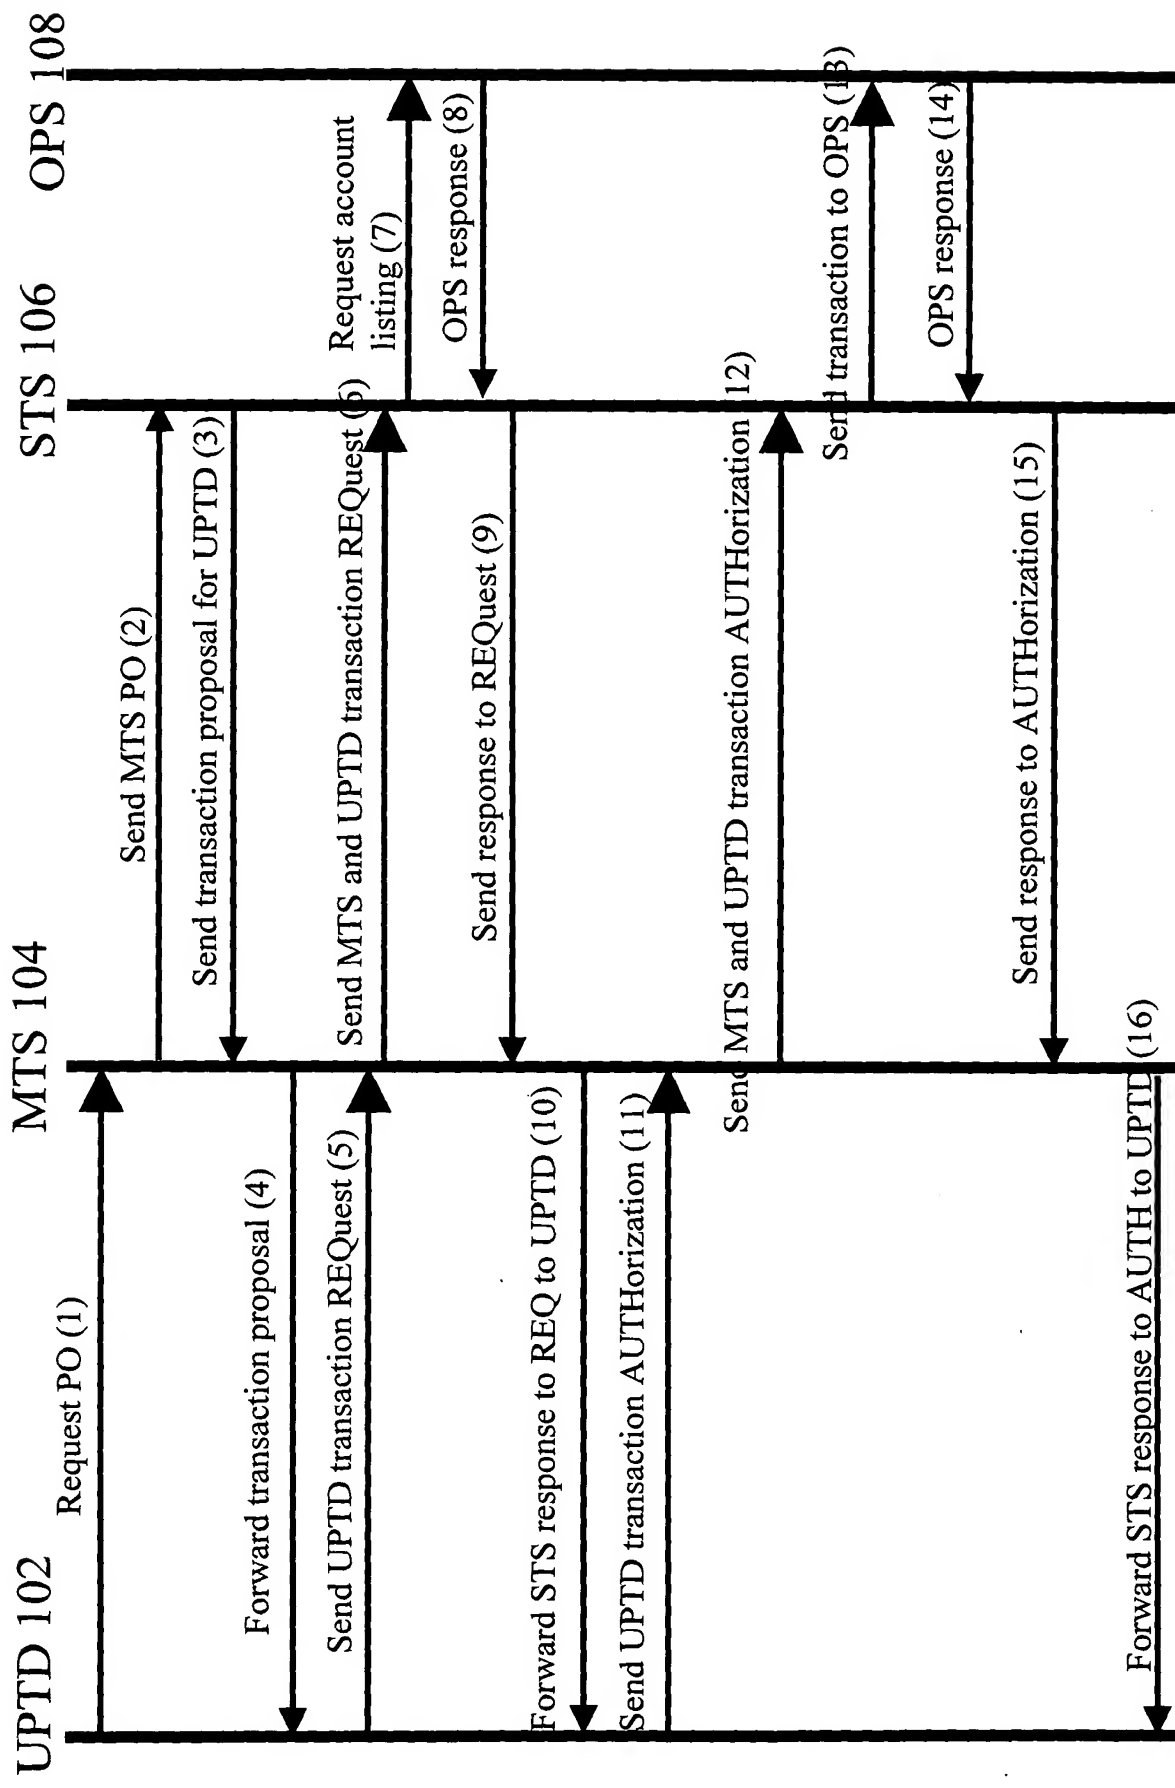 UPTD 102
MTS 104
STS 106
OPS 108
Request PO (1)
Send MTS PO (2)
Send transaction proposal for UPTD (3)
Forward transaction proposal (4)
Send UPTD transaction REQuest (5)
Send MTS and UPTD transaction REQuest (6)
Request account
listing (7)
OPS response (8)
Send response to REQuest (9)
Forward STS response to REQ to UPTD (10)
Send UPTD transaction AUTHorization (11)
Send MTS and UPTD transaction AUTHorization (12)
Send transaction to OPS (13)
OPS response (14)
Send response to AUTHorization (15)
Forward STS response to AUTH to UPTD (16)